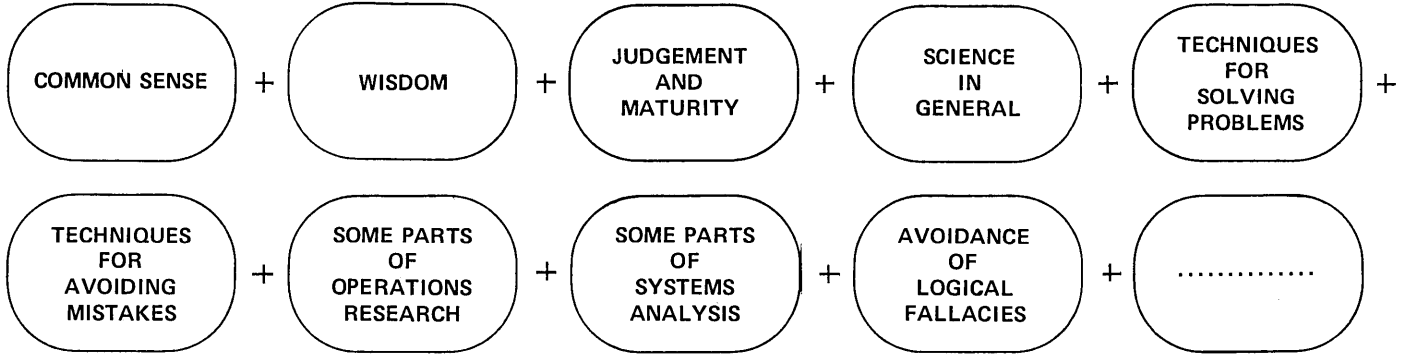 COMMON SENSE
+
WISDOM
+
JUDGEMENT
AND
MATURITY
+
SCIENCE
IN
GENERAL
+
TECHNIQUES
FOR
SOLVING
PROBLEMS
+
TECHNIQUES
FOR
AVOIDING
MISTAKES
+
SOME PARTS
OF
OPERATIONS
RESEARCH
+
SOME PARTS
OF
SYSTEMS
ANALYSIS
+
AVOIDANCE
OF
LOGICAL
FALLACIES
+
..............